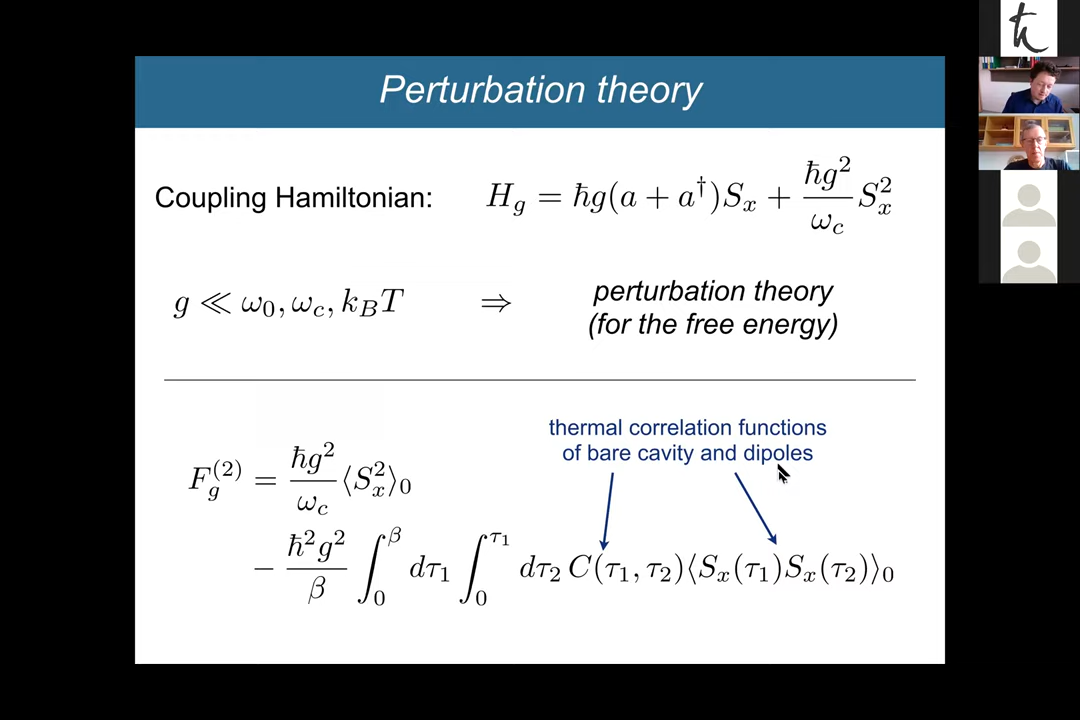 Perturbation theory
Coupling Hamiltonian: H_g = ħg(a + a†)S_x + ħg²/ω_c S_x²
g ≪ ω₀, ω_c, k_BT ⇒ perturbation theory
(for the free energy)
thermal correlation functions
of bare cavity and dipoles
F_g^(2) = ħg²/ω_c ⟨S_x²⟩₀
− ħ²g²/β ∫₀^β dτ₁ ∫₀^τ₁ dτ₂ C(τ₁, τ₂)⟨S_x(τ₁)S_x(τ₂)⟩₀
ħ